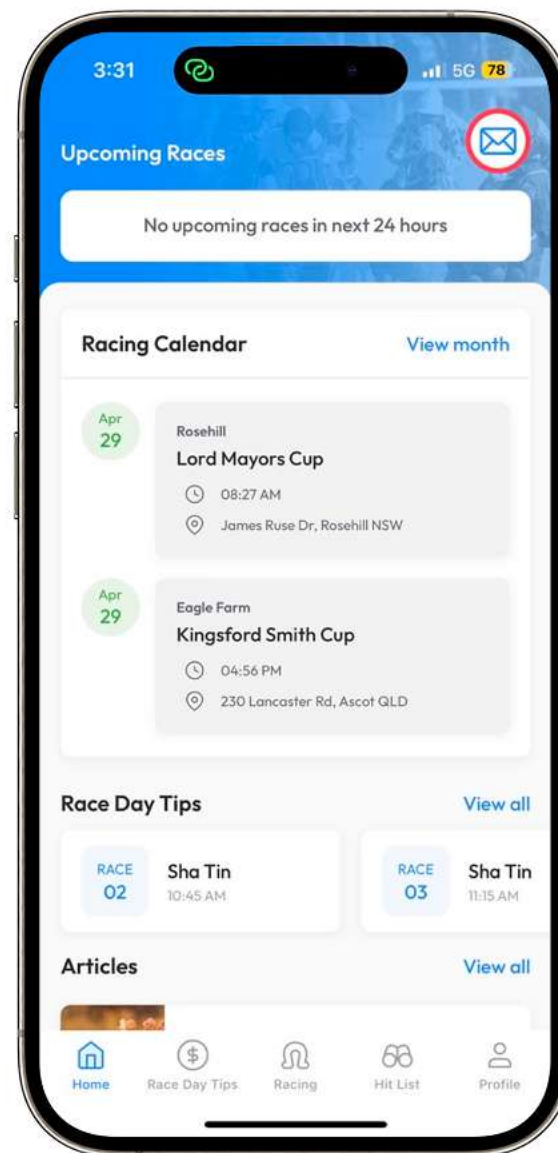 3:31
5G 78
Upcoming Races
No upcoming races in next 24 hours
Racing Calendar
View month
Apr
29
Rosehill
Lord Mayors Cup
08:27 AM
James Ruse Dr, Rosehill NSW
Apr
29
Eagle Farm
Kingsford Smith Cup
04:56 PM
230 Lancaster Rd, Ascot QLD
Race Day Tips
View all
RACE
02
Sha Tin
10:45 AM
RACE
03
Sha Tin
11:15 AM
Articles
View all
Home
Race Day Tips
Racing
Hit List
Profile